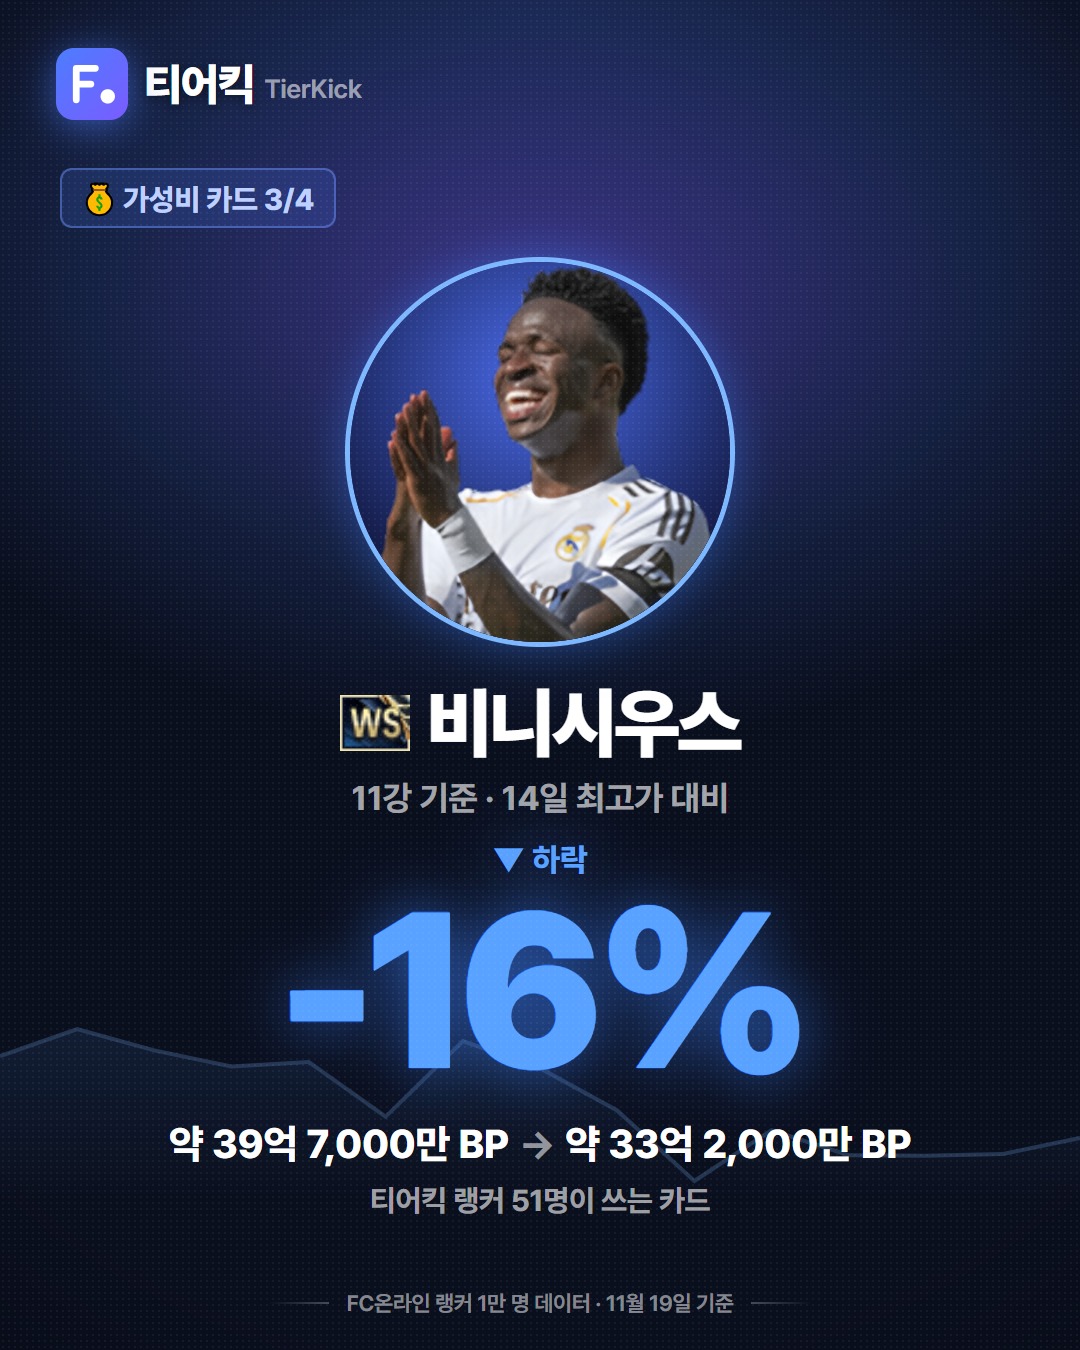 F. 티어킥 TierKick
가성비 카드 3/4
WS 비니시우스
11강 기준 · 14일 최고가 대비
▼ 하락
-16%
약 39억 7,000만 BP → 약 33억 2,000만 BP
티어킥 랭커 51명이 쓰는 카드
FC온라인 랭커 1만 명 데이터 · 11월 19일 기준